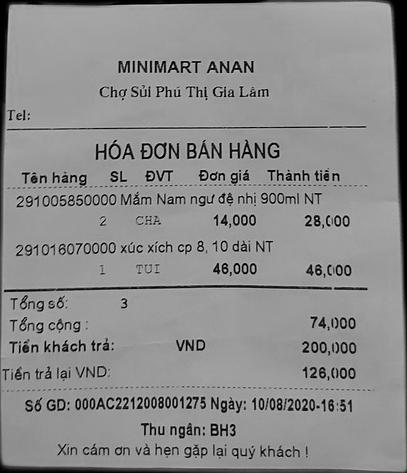 MINIMART ANAN
Chợ Sủi Phú Thị Gia Lâm
Tel:
HÓA ĐƠN BÁN HÀNG
Tên hàng SL ĐVT Đơn giá Thành tiền
291005850000 Mắm Nam ngư đệ nhị 900ml NT
2 CHA 14,000 28,000
291016070000 xúc xích cp 8, 10 dài NT
1 TUI 46,000 46,000
Tổng số: 3
Tổng cộng : 74,000
Tiền khách trả: VND 200,000
Tiền trả lại VND: 126,000
Số GD: 000AC2212008001275 Ngày: 10/08/2020-16:51
Thu ngân: BH3
Xin cám ơn và hẹn gặp lại quý khách !